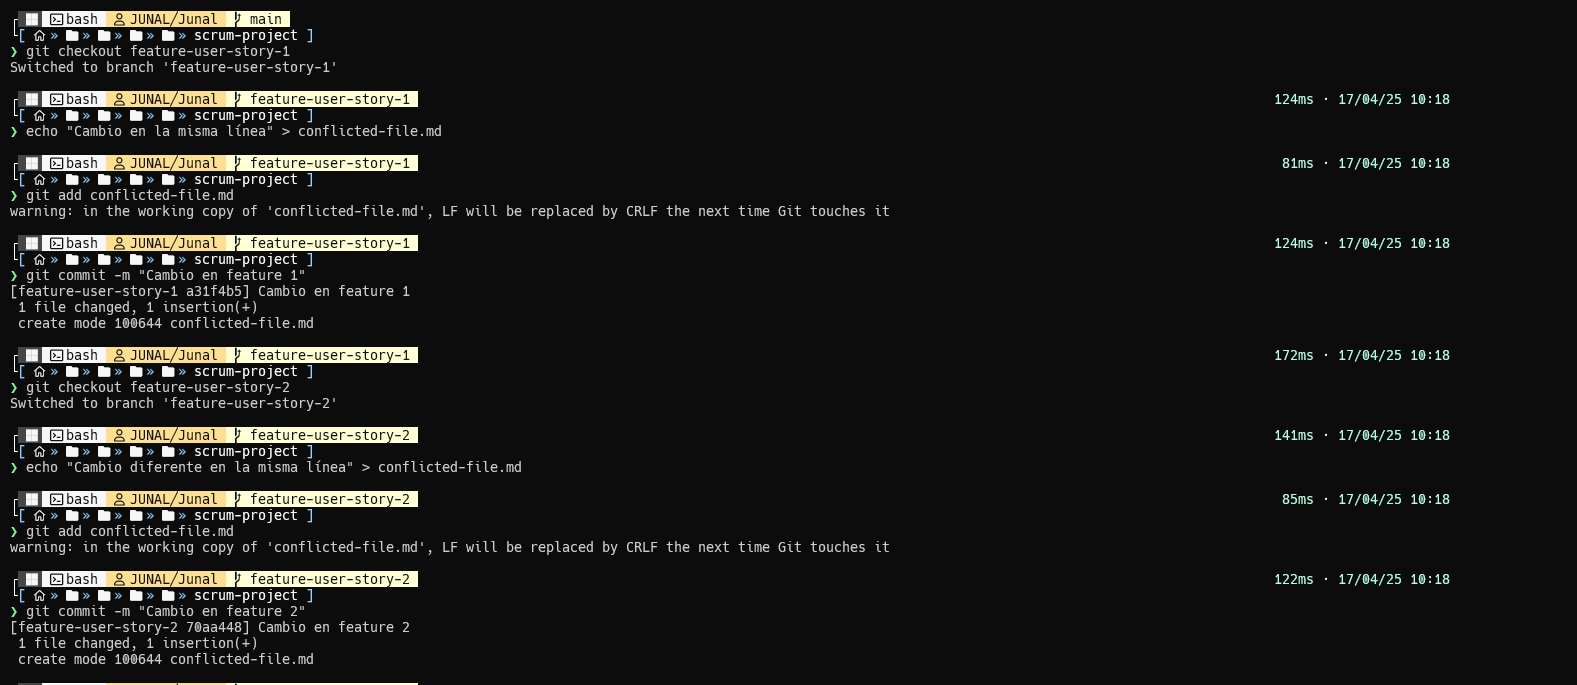 bash JUNAL/Junal main
[ » » » » » scrum-project ]
❯ git checkout feature-user-story-1
Switched to branch 'feature-user-story-1'
bash JUNAL/Junal feature-user-story-1 124ms · 17/04/25 10:18
[ » » » » » scrum-project ]
❯ echo "Cambio en la misma línea" > conflicted-file.md
bash JUNAL/Junal feature-user-story-1 81ms · 17/04/25 10:18
[ » » » » » scrum-project ]
❯ git add conflicted-file.md
warning: in the working copy of 'conflicted-file.md', LF will be replaced by CRLF the next time Git touches it
bash JUNAL/Junal feature-user-story-1 124ms · 17/04/25 10:18
[ » » » » » scrum-project ]
❯ git commit -m "Cambio en feature 1"
[feature-user-story-1 a31f4b5] Cambio en feature 1
1 file changed, 1 insertion(+)
create mode 100644 conflicted-file.md
bash JUNAL/Junal feature-user-story-1 172ms · 17/04/25 10:18
[ » » » » » scrum-project ]
❯ git checkout feature-user-story-2
Switched to branch 'feature-user-story-2'
bash JUNAL/Junal feature-user-story-2 141ms · 17/04/25 10:18
[ » » » » » scrum-project ]
❯ echo "Cambio diferente en la misma línea" > conflicted-file.md
bash JUNAL/Junal feature-user-story-2 85ms · 17/04/25 10:18
[ » » » » » scrum-project ]
❯ git add conflicted-file.md
warning: in the working copy of 'conflicted-file.md', LF will be replaced by CRLF the next time Git touches it
bash JUNAL/Junal feature-user-story-2 122ms · 17/04/25 10:18
[ » » » » » scrum-project ]
❯ git commit -m "Cambio en feature 2"
[feature-user-story-2 70aa448] Cambio en feature 2
1 file changed, 1 insertion(+)
create mode 100644 conflicted-file.md